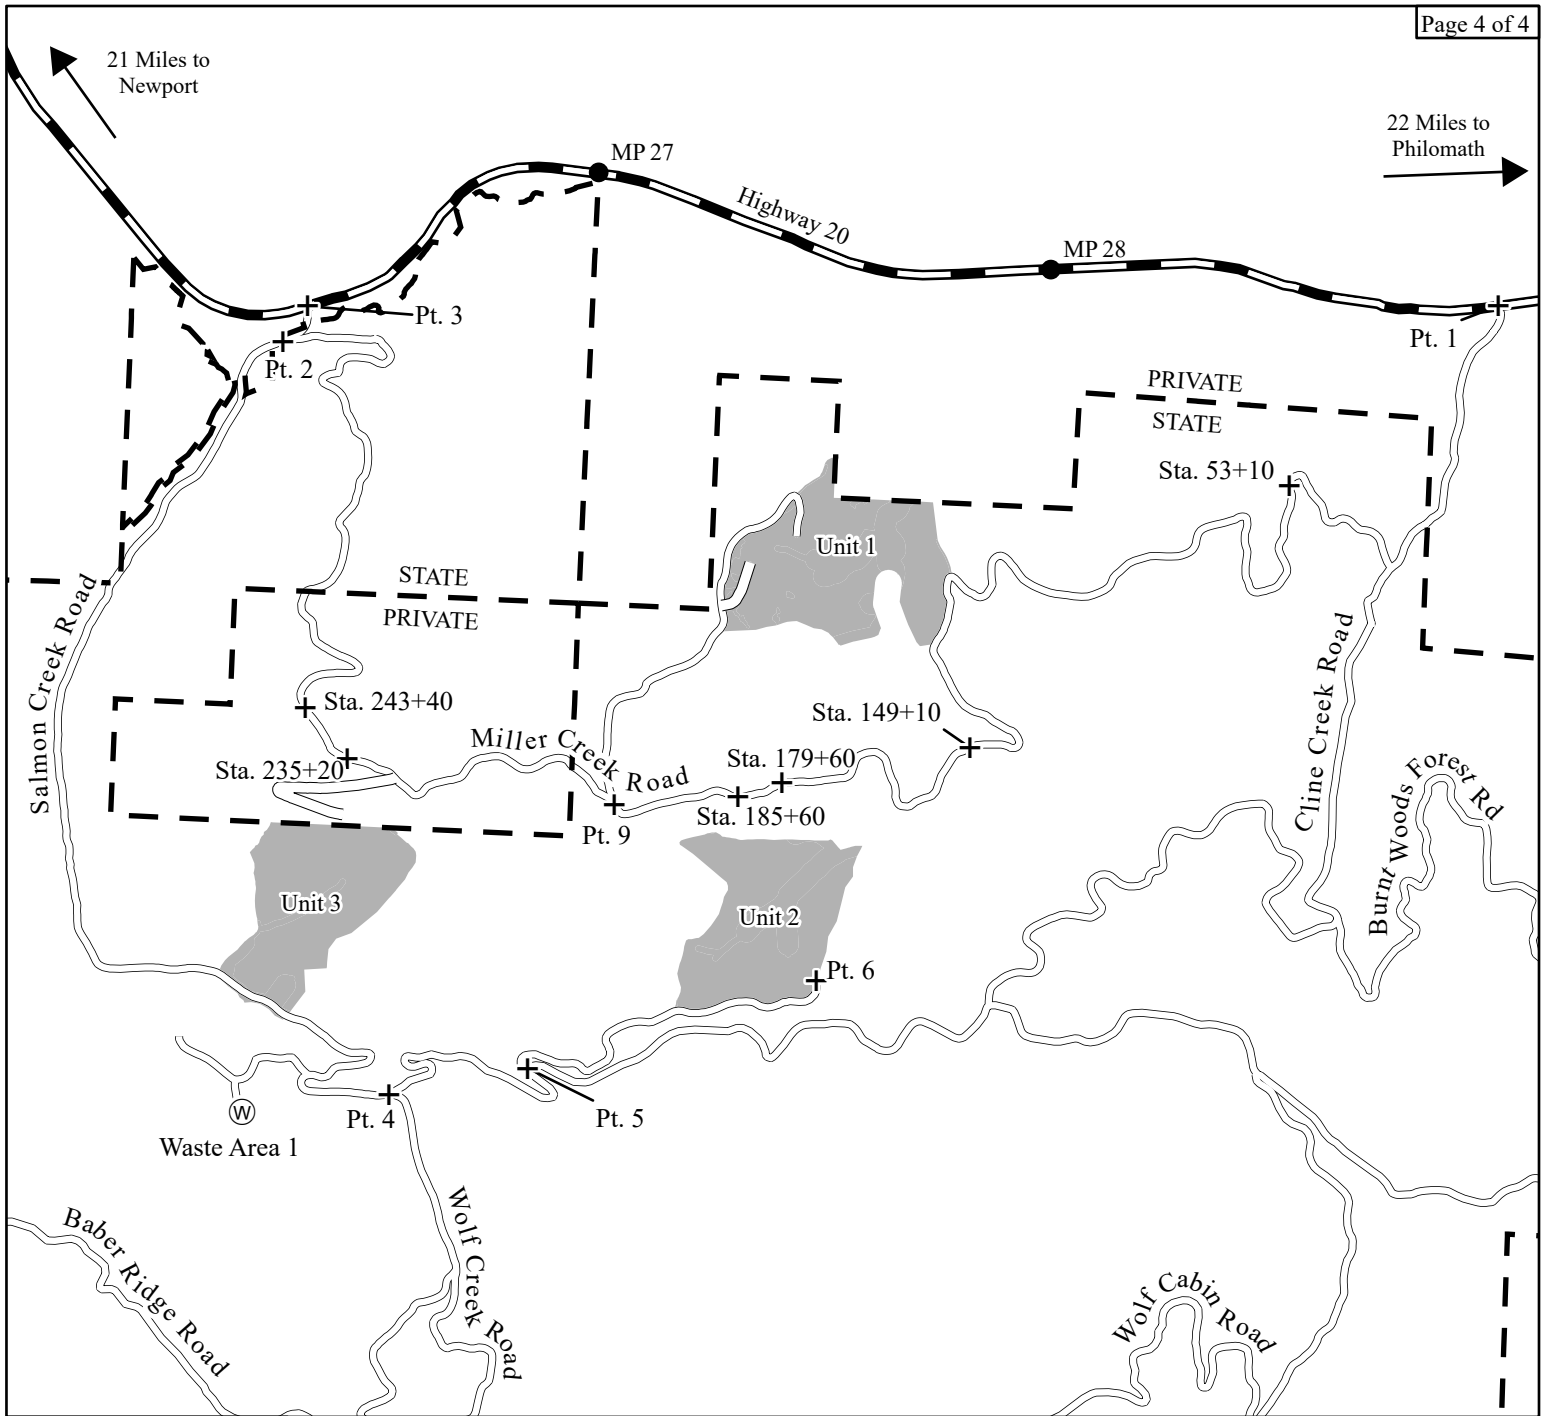 Page 4 of 4
21 Miles to
Newport
22 Miles to
Philomath
MP 27
Highway 20
MP 28
Pt. 3
Pt. 1
Pt. 2
PRIVATE
STATE
Sta. 53+10
Unit 1
STATE
PRIVATE
Salmon Creek Road
Cline Creek Road
Sta. 243+40
Sta. 149+10
Miller Creek Road
Sta. 179+60
Sta. 235+20
Sta. 185+60
Pt. 9
Burnt Woods Forest Rd
Unit 3
Unit 2
Pt. 6
Pt. 4
Pt. 5
W
Waste Area 1
Wolf Creek Road
Baber Ridge Road
Wolf Cabin Road